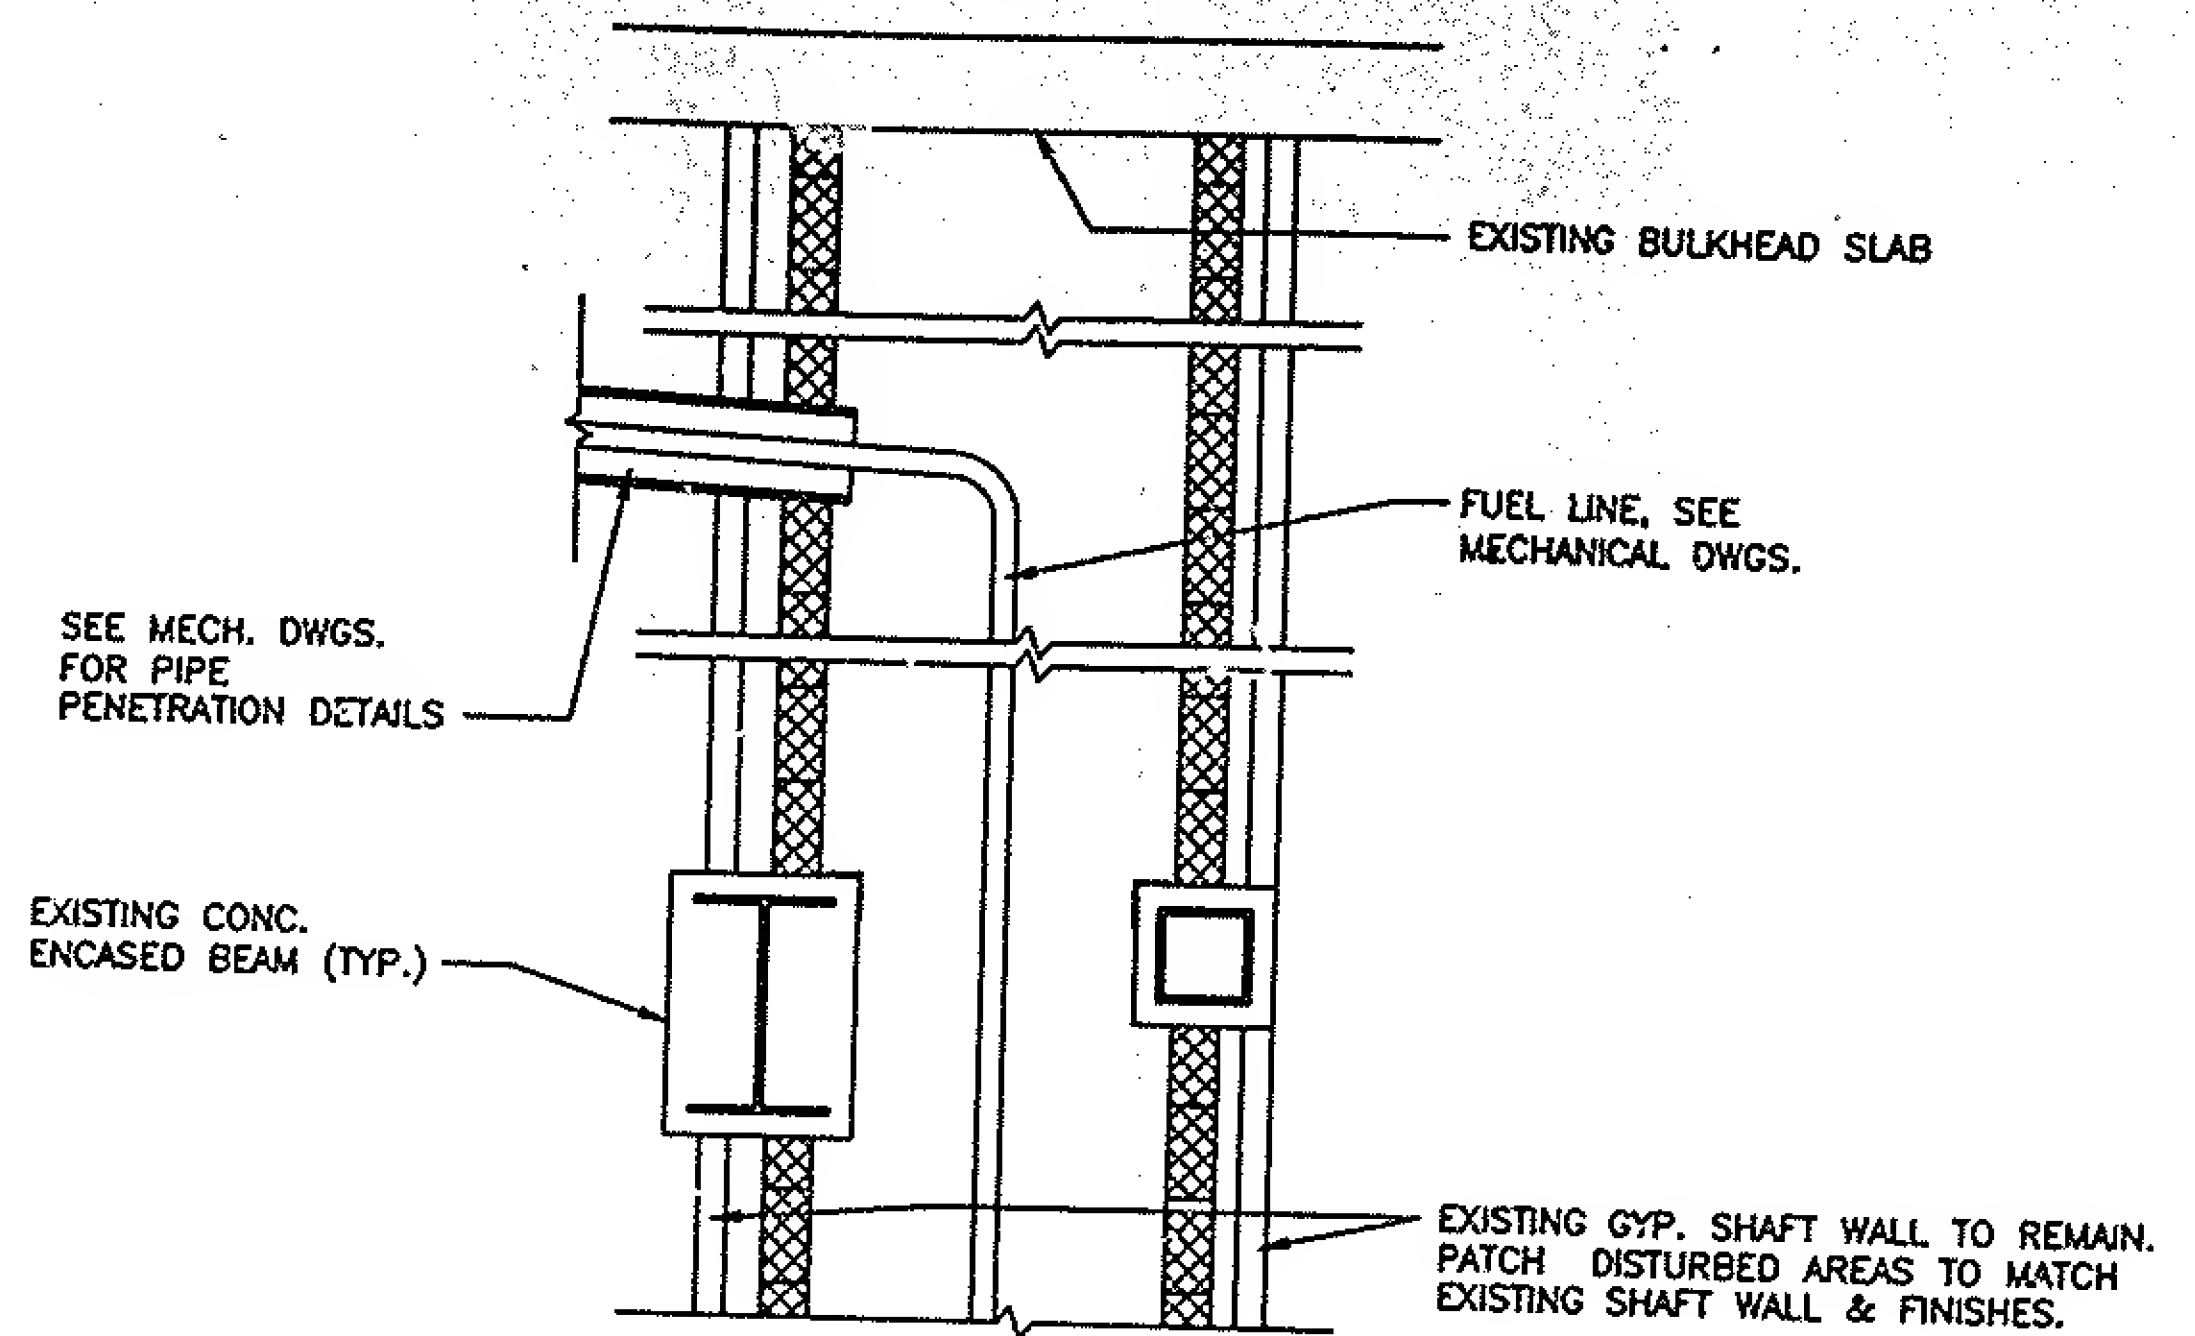 EXISTING BULKHEAD SLAB
FUEL LINE, SEE
MECHANICAL DWGS.
SEE MECH. DWGS.
FOR PIPE
PENETRATION DETAILS
EXISTING CONC.
ENCASED BEAM (TYP.)
EXISTING GYP. SHAFT WALL TO REMAIN.
PATCH DISTURBED AREAS TO MATCH
EXISTING SHAFT WALL & FINISHES.